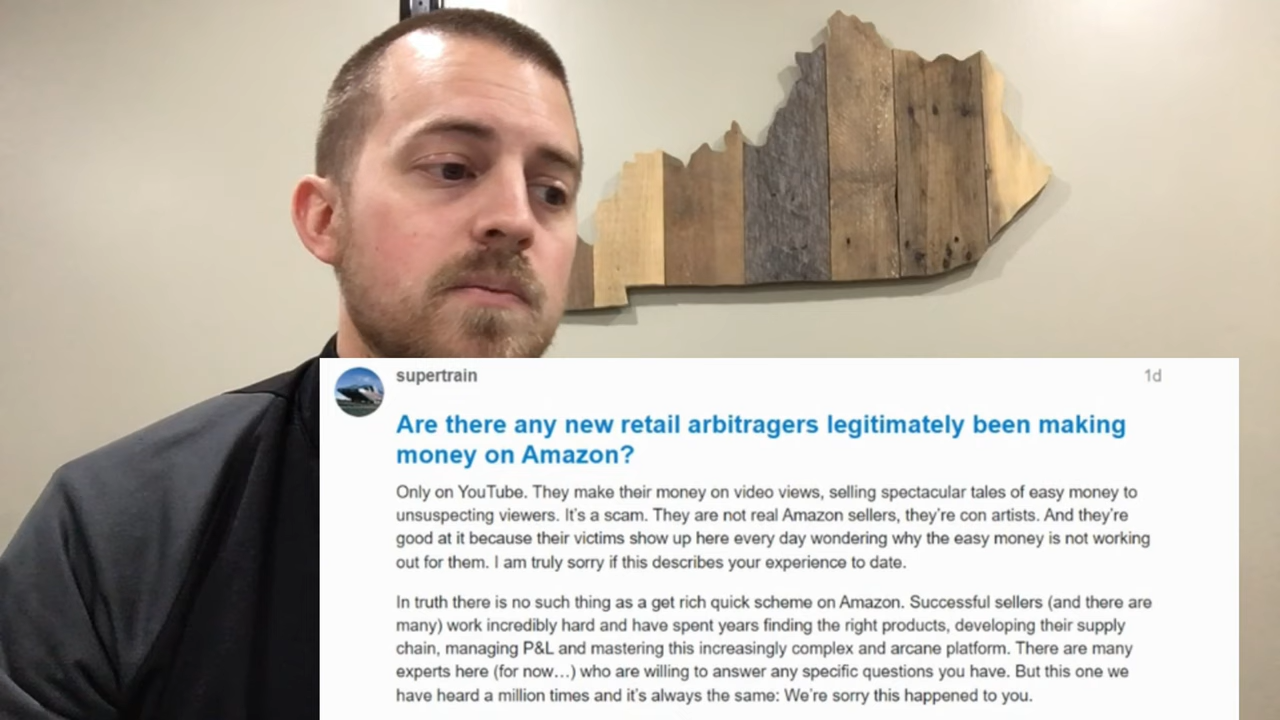 supertrain
1d
Are there any new retail arbitragers legitimately been making
money on Amazon?
Only on YouTube. They make their money on video views, selling spectacular tales of easy money to
unsuspecting viewers. It's a scam. They are not real Amazon sellers, they're con artists. And they're
good at it because their victims show up here every day wondering why the easy money is not working
out for them. I am truly sorry if this describes your experience to date.
In truth there is no such thing as a get rich quick scheme on Amazon. Successful sellers (and there are
many) work incredibly hard and have spent years finding the right products, developing their supply
chain, managing P&L and mastering this increasingly complex and arcane platform. There are many
experts here (for now…) who are willing to answer any specific questions you have. But this one we
have heard a million times and it's always the same: We're sorry this happened to you.